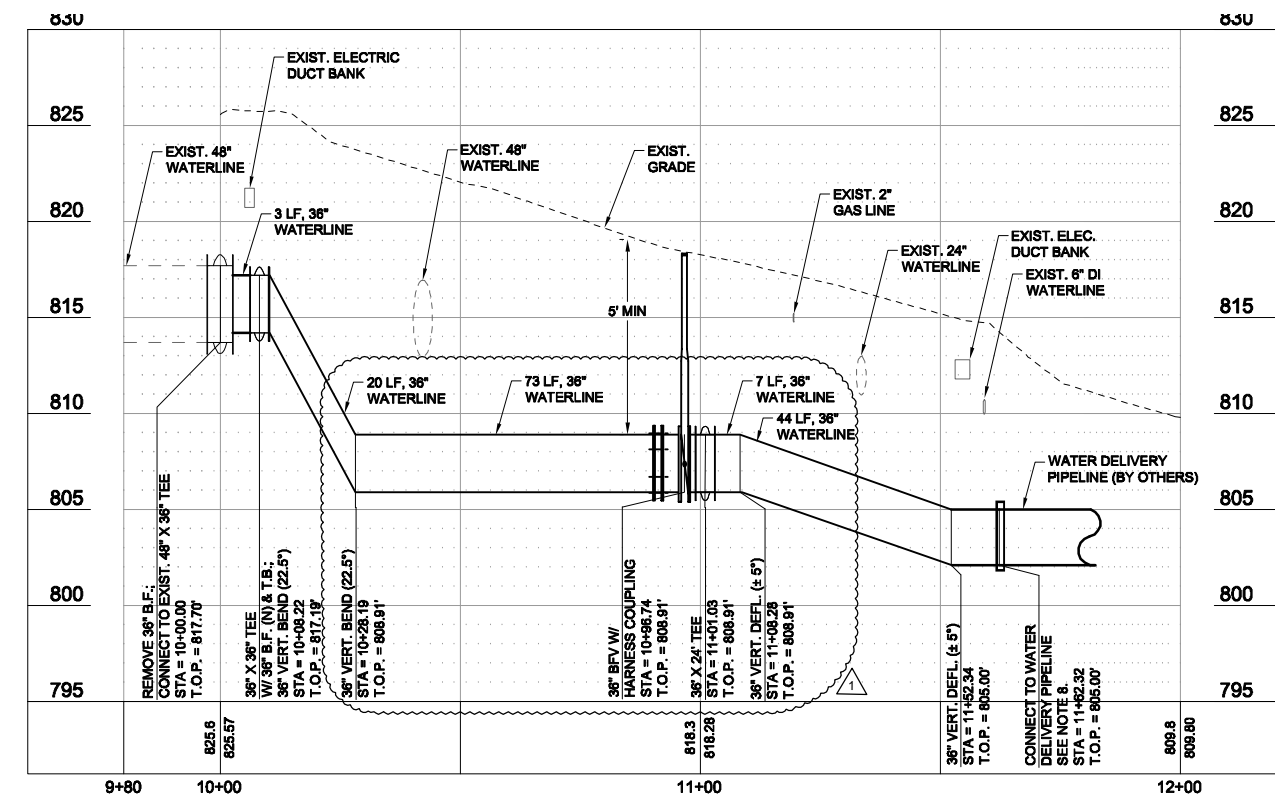 830
830
EXIST. ELECTRIC
DUCT BANK
825
825
EXIST. 48"
WATERLINE
EXIST. 48"
WATERLINE
EXIST.
GRADE
820
820
3 LF, 36"
WATERLINE
EXIST. 2"
GAS LINE
EXIST. ELEC.
DUCT BANK
EXIST. 24"
WATERLINE
EXIST. 6" DI
WATERLINE
815
815
5' MIN
20 LF, 36"
WATERLINE
73 LF, 36"
WATERLINE
7 LF, 36"
WATERLINE
44 LF, 36"
WATERLINE
810
810
WATER DELIVERY
PIPELINE (BY OTHERS)
805
805
800
800
795
795
REMOVE 36" B.F.;
CONNECT TO EXIST. 48" X 36" TEE
STA = 10+00.00
T.O.P. = 817.70'
36" X 36" TEE
W/ 36" B.F. (N) & T.B.;
36" VERT. BEND (22.5°)
STA = 10+08.22
T.O.P. = 817.19'
36" VERT. BEND (22.5°)
STA = 10+28.19
T.O.P. = 808.91'
36" BFV W/
HARNESS COUPLING
STA = 10+96.74
T.O.P. = 808.91'
36' X 24' TEE
STA = 11+01.03
T.O.P. = 808.91'
36" VERT. DEFL. (± 5°)
STA = 11+08.28
T.O.P. = 808.91'
1
36" VERT. DEFL. (± 5°)
STA = 11+52.34
T.O.P. = 805.00'
CONNECT TO WATER
DELIVERY PIPELINE
SEE NOTE 8.
STA = 11+62.32
T.O.P. = 805.00'
825.6
825.57
818.3
818.28
809.8
809.80
9+80
10+00
11+00
12+00